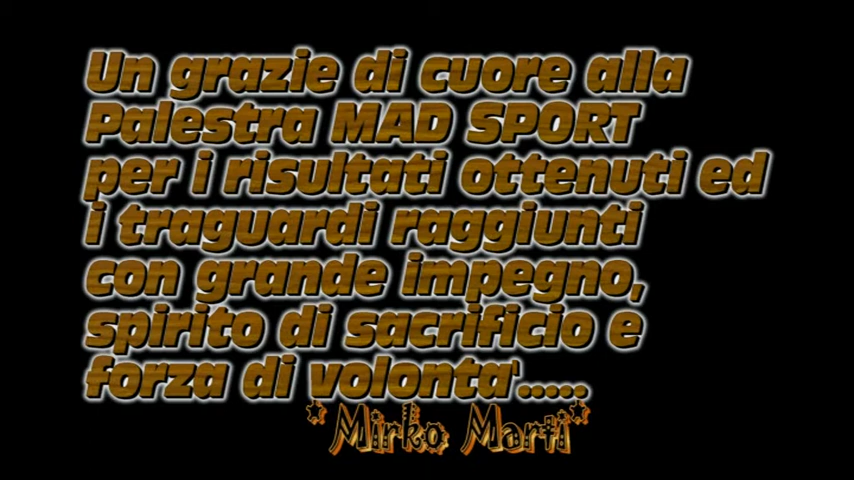 Un grazie di cuore alla
Palestra MAD SPORT
per i risultati ottenuti ed
i traguardi raggiunti
con grande impegno,
spirito di sacrificio e
forza di volonta'.....
*Mirko Marti*